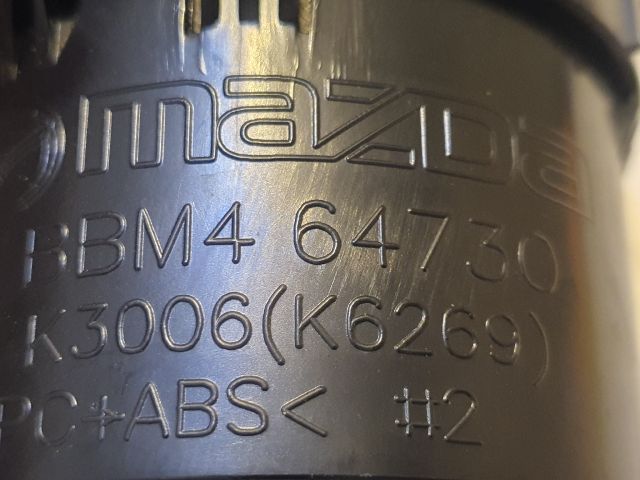 mazda
BBM4 64730
K3006(K6269)
PC+ABS< #2